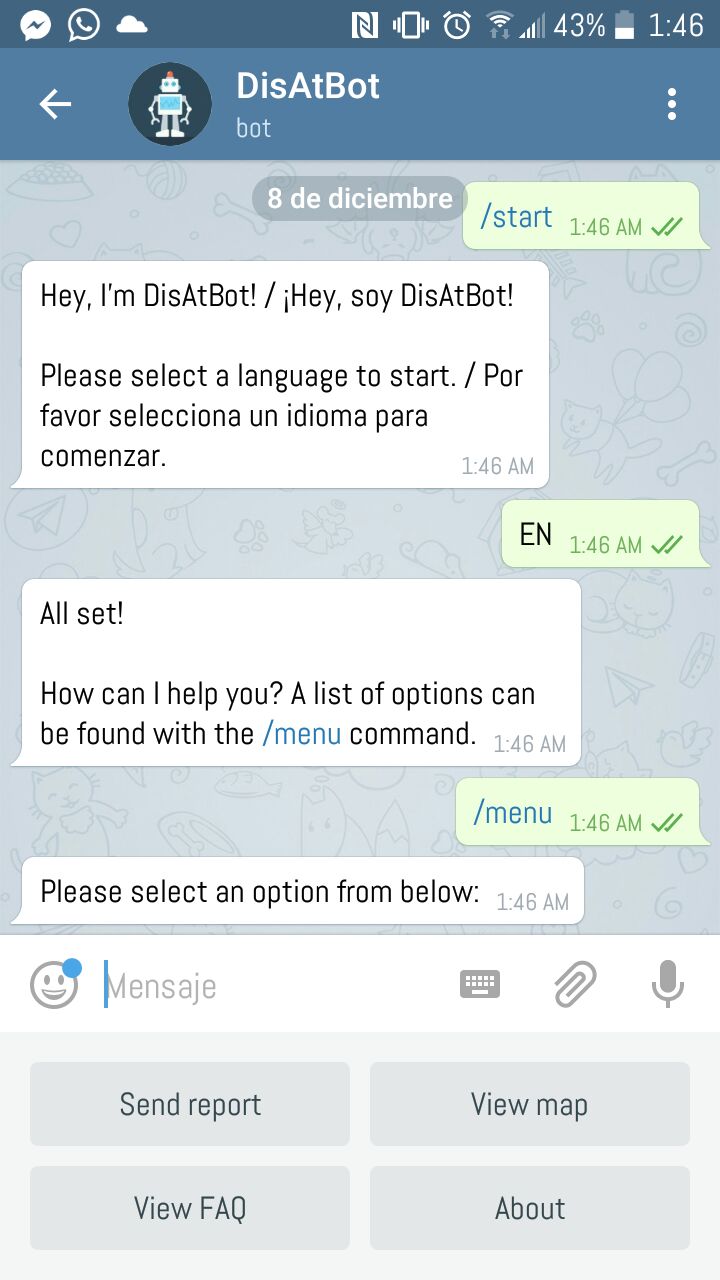 43% 1:46
DisAtBot
bot
8 de diciembre
/start 1:46 AM
Hey, I'm DisAtBot! / ¡Hey, soy DisAtBot!
Please select a language to start. / Por
favor selecciona un idioma para
comenzar. 1:46 AM
EN 1:46 AM
All set!
How can I help you? A list of options can
be found with the /menu command. 1:46 AM
/menu 1:46 AM
Please select an option from below: 1:46 AM
Mensaje
Send report View map
View FAQ About